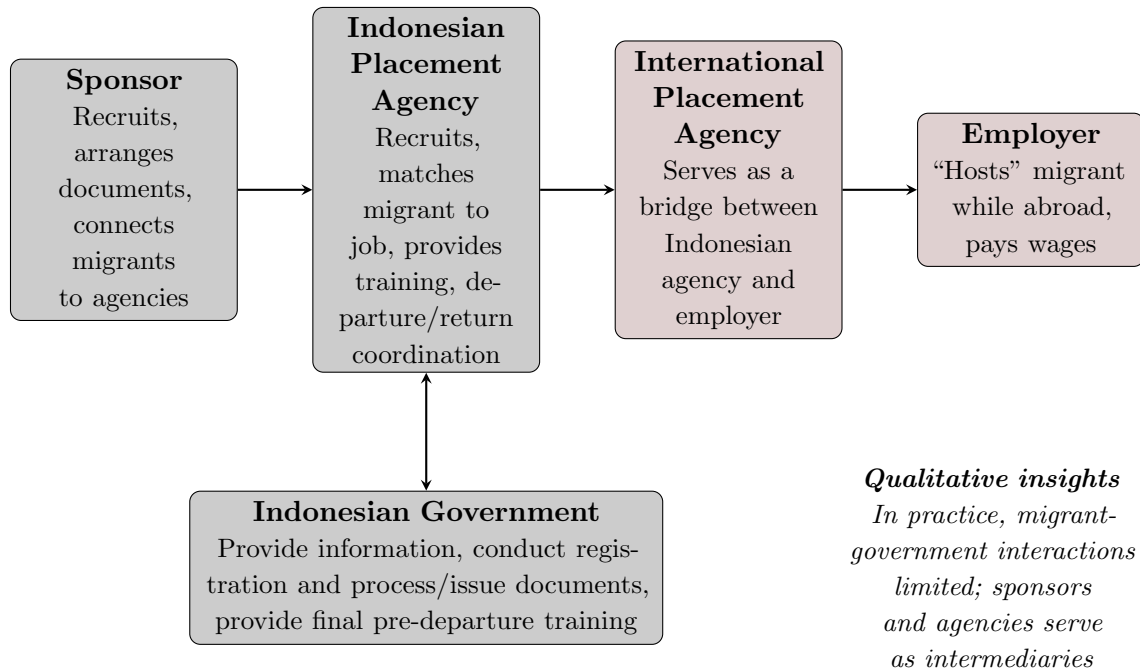 Sponsor
Recruits,
arranges
documents,
connects
migrants
to agencies
Indonesian
Placement
Agency
Recruits,
matches
migrant to
job, provides
training, de-
parture/return
coordination
International
Placement
Agency
Serves as a
bridge between
Indonesian
agency and
employer
Employer
“Hosts” migrant
while abroad,
pays wages
Indonesian Government
Provide information, conduct regis-
tration and process/issue documents,
provide final pre-departure training
Qualitative insights
In practice, migrant-
government interactions
limited; sponsors
and agencies serve
as intermediaries